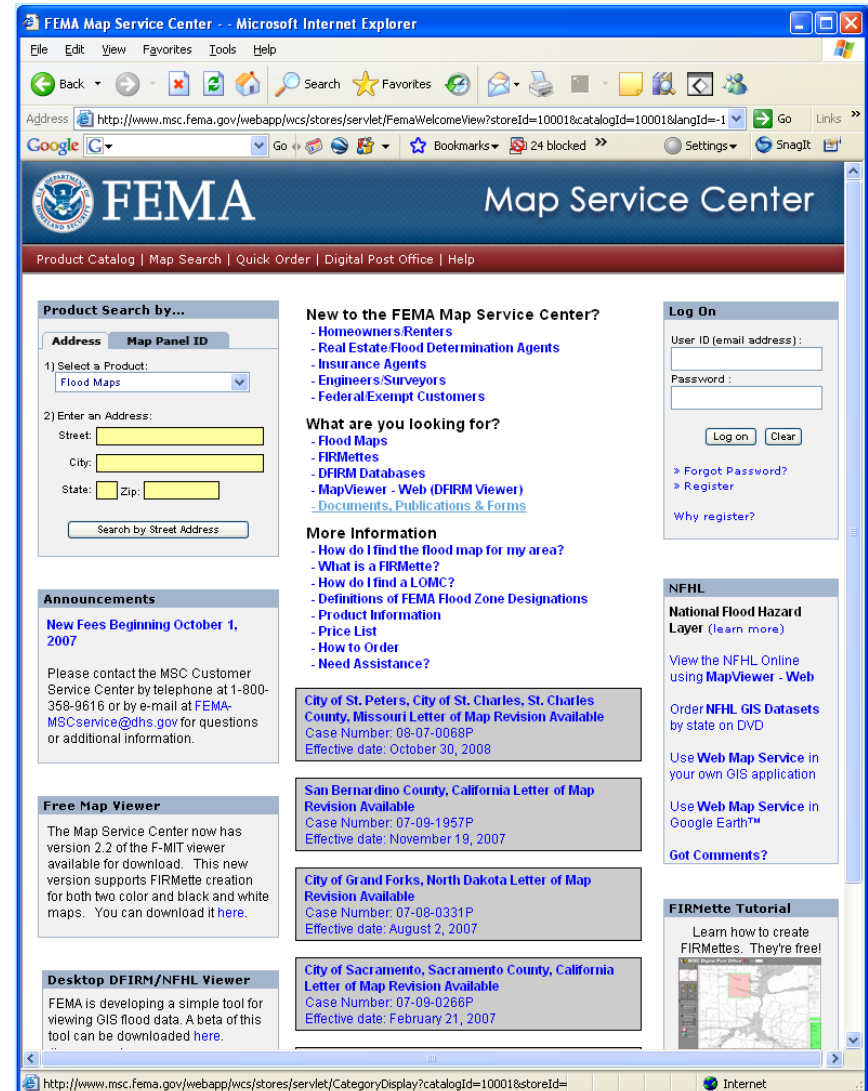 FEMA Map Service Center - - Microsoft Internet Explorer
File Edit View Favorites Tools Help
Back Search Favorites
Address http://www.msc.fema.gov/webapp/wcs/stores/servlet/FemaWelcomeView?storeId=10001&catalogId=10001&langId=-1 Go Links »
Google G Go Bookmarks 24 blocked » Settings SnagIt
FEMA
Map Service Center
Product Catalog | Map Search | Quick Order | Digital Post Office | Help
Product Search by...
Address Map Panel ID
1) Select a Product:
Flood Maps
2) Enter an Address:
Street:
City:
State: Zip:
Search by Street Address
Announcements
New Fees Beginning October 1,
2007
Please contact the MSC Customer
Service Center by telephone at 1-800-
358-9616 or by e-mail at FEMA-
MSCservice@dhs.gov for questions
or additional information.
Free Map Viewer
The Map Service Center now has
version 2.2 of the F-MIT viewer
available for download. This new
version supports FIRMette creation
for both two color and black and white
maps. You can download it here.
Desktop DFIRM/NFHL Viewer
FEMA is developing a simple tool for
viewing GIS flood data. A beta of this
tool can be downloaded here.
New to the FEMA Map Service Center?
- Homeowners/Renters
- Real Estate/Flood Determination Agents
- Insurance Agents
- Engineers/Surveyors
- Federal/Exempt Customers
What are you looking for?
- Flood Maps
- FIRMettes
- DFIRM Databases
- MapViewer - Web (DFIRM Viewer)
- Documents, Publications & Forms
More Information
- How do I find the flood map for my area?
- What is a FIRMette?
- How do I find a LOMC?
- Definitions of FEMA Flood Zone Designations
- Product Information
- Price List
- How to Order
- Need Assistance?
City of St. Peters, City of St. Charles, St. Charles
County, Missouri Letter of Map Revision Available
Case Number: 08-07-0068P
Effective date: October 30, 2008
San Bernardino County, California Letter of Map
Revision Available
Case Number: 07-09-1957P
Effective date: November 19, 2007
City of Grand Forks, North Dakota Letter of Map
Revision Available
Case Number: 07-08-0331P
Effective date: August 2, 2007
City of Sacramento, Sacramento County, California
Letter of Map Revision Available
Case Number: 07-09-0266P
Effective date: February 21, 2007
Log On
User ID (email address) :
Password :
Log on Clear
» Forgot Password?
» Register
Why register?
NFHL
National Flood Hazard
Layer (learn more)
View the NFHL Online
using MapViewer - Web
Order NFHL GIS Datasets
by state on DVD
Use Web Map Service in
your own GIS application
Use Web Map Service in
Google Earth™
Got Comments?
FIRMette Tutorial
Learn how to create
FIRMettes. They're free!
http://www.msc.fema.gov/webapp/wcs/stores/servlet/CategoryDisplay?catalogId=10001&storeId= Internet